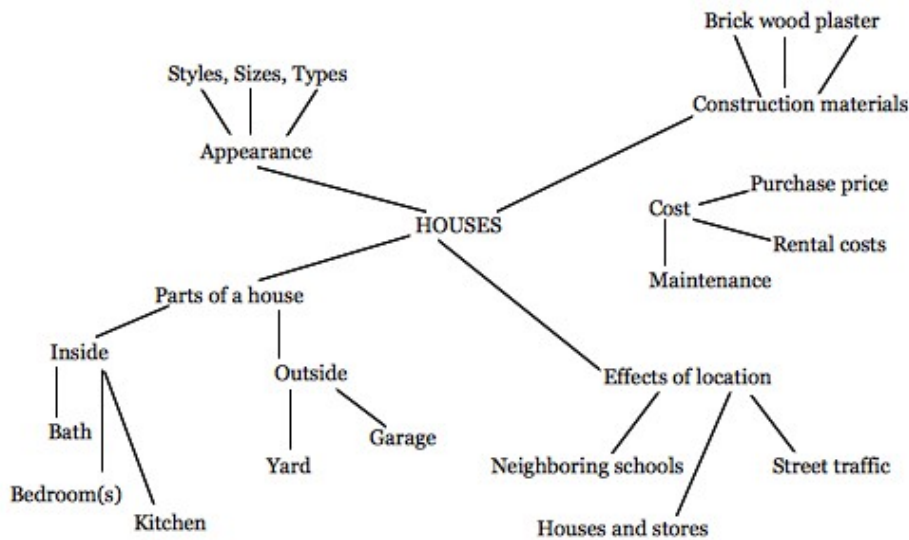 Brick wood plaster
Styles, Sizes, Types
Construction materials
Appearance
Purchase price
Cost
HOUSES
Rental costs
Maintenance
Parts of a house
Inside
Outside
Effects of location
Bath
Garage
Yard
Neighboring schools
Street traffic
Bedroom(s)
Kitchen
Houses and stores